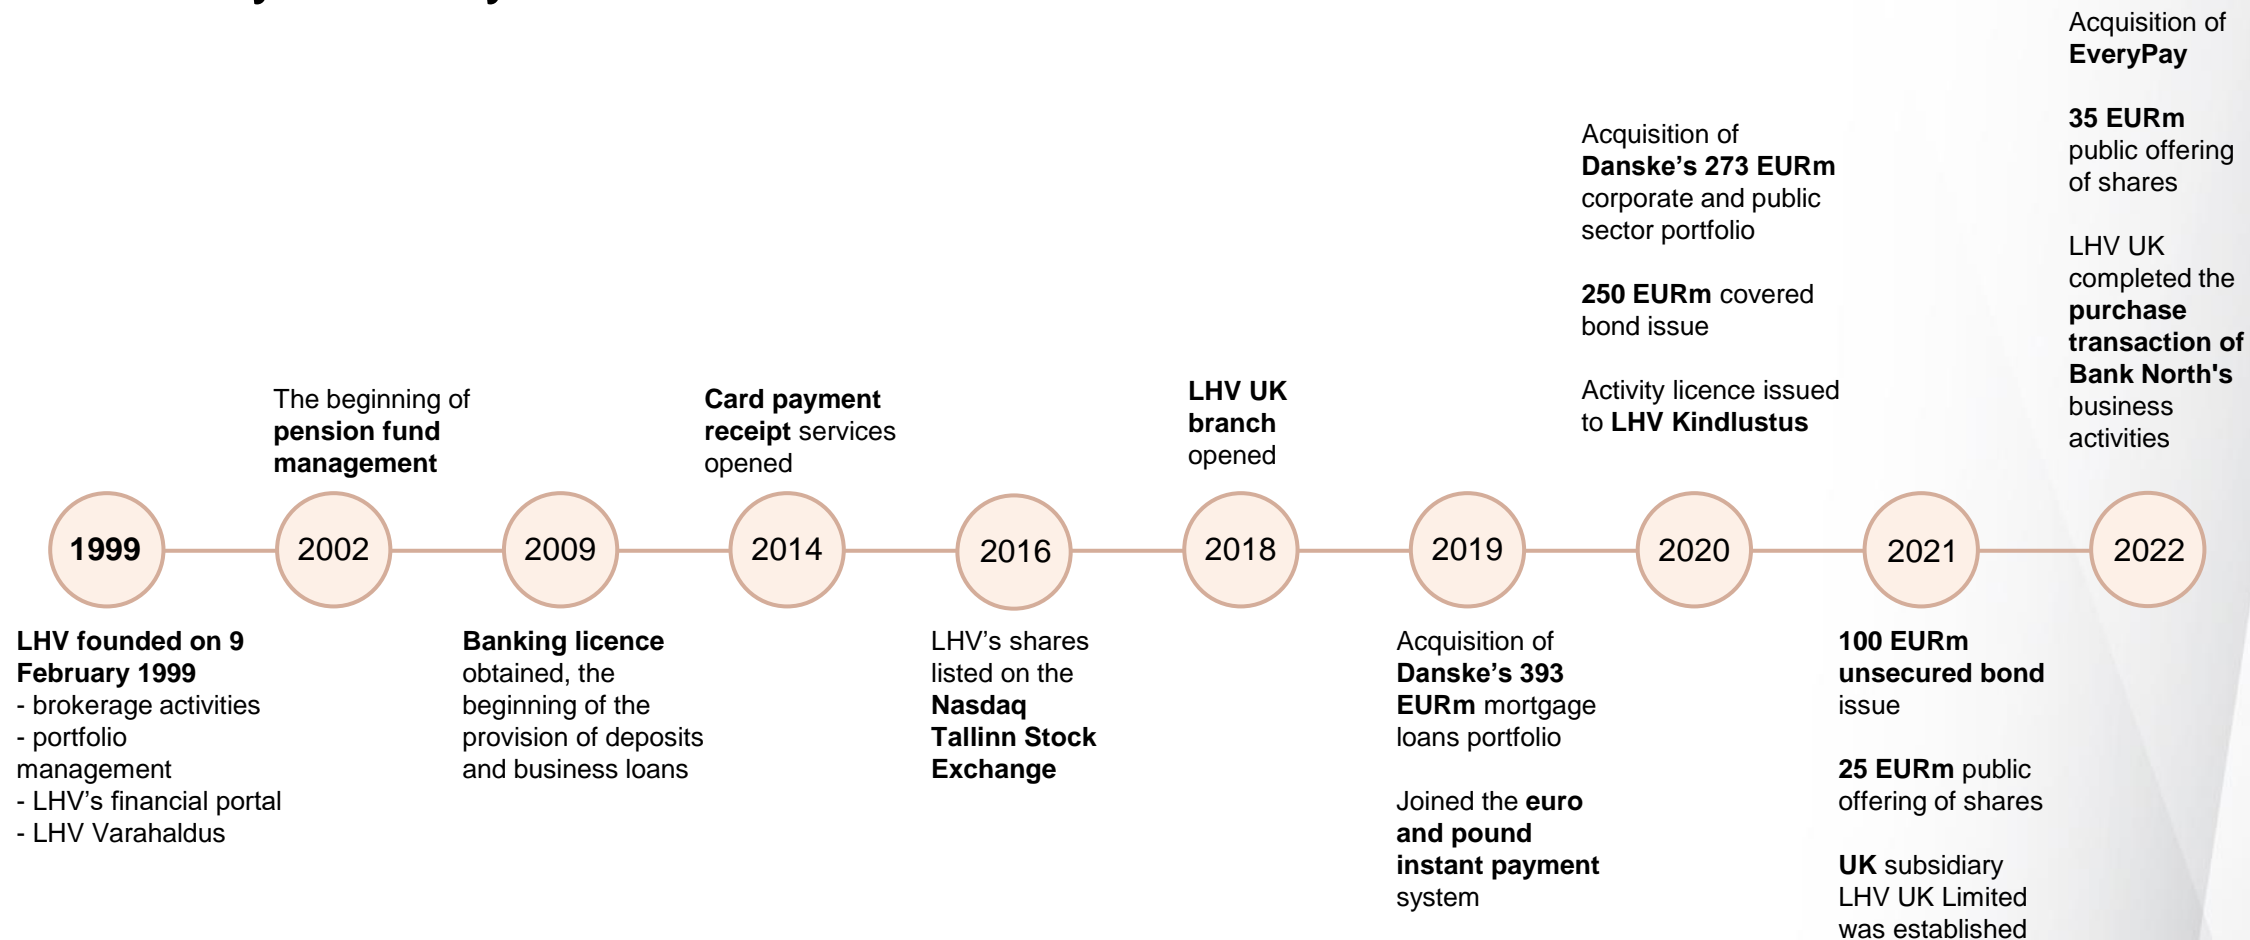 Acquisition of
EveryPay
35 EURm
public offering
of shares
LHV UK
completed the
purchase
transaction of
Bank North's
business
activities
Acquisition of
Danske’s 273 EURm
corporate and public
sector portfolio
250 EURm covered
bond issue
Activity licence issued
to LHV Kindlustus
LHV UK
branch
opened
Card payment
receipt services
opened
The beginning of
pension fund
management
1999
2002
2009
2014
2016
2018
2019
2020
2021
2022
LHV founded on 9
February 1999
- brokerage activities
- portfolio
management
- LHV’s financial portal
- LHV Varahaldus
Banking licence
obtained, the
beginning of the
provision of deposits
and business loans
LHV’s shares
listed on the
Nasdaq
Tallinn Stock
Exchange
Acquisition of
Danske’s 393
EURm mortgage
loans portfolio
Joined the euro
and pound
instant payment
system
100 EURm
unsecured bond
issue
25 EURm public
offering of shares
UK subsidiary
LHV UK Limited
was established